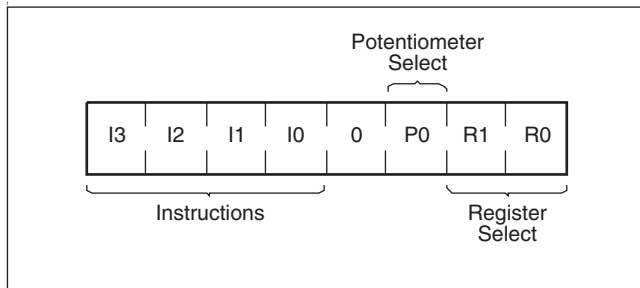 Potentiometer
Select
I3 I2 I1 I0 0 P0 R1 R0
Instructions
Register
Select